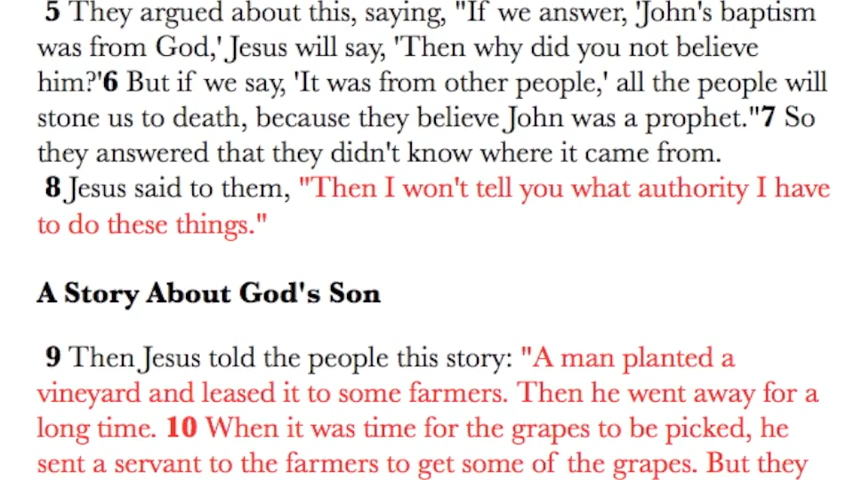 5 They argued about this, saying, "If we answer, 'John's baptism
was from God,' Jesus will say, 'Then why did you not believe
him?'6 But if we say, 'It was from other people,' all the people will
stone us to death, because they believe John was a prophet."7 So
they answered that they didn't know where it came from.
8 Jesus said to them, "Then I won't tell you what authority I have
to do these things."
A Story About God's Son
9 Then Jesus told the people this story: "A man planted a
vineyard and leased it to some farmers. Then he went away for a
long time. 10 When it was time for the grapes to be picked, he
sent a servant to the farmers to get some of the grapes. But they